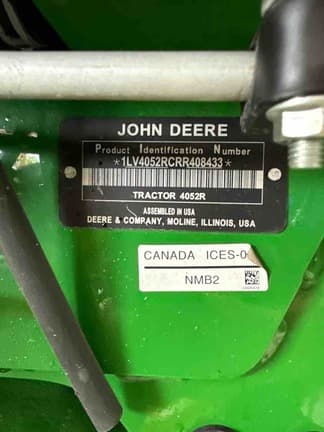 JOHN DEERE
Product Identification Number
*1LV4052RCRR408433*
TRACTOR 4052R
ASSEMBLED IN USA
DEERE & COMPANY, MOLINE, ILLINOIS, USA
CANADA ICES-0
NMB2